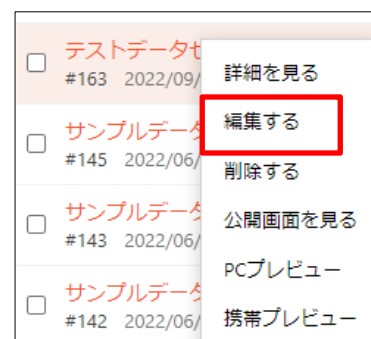 テストデータ
#163 2022/09/
サンプルデータ
#145 2022/06/
サンプルデータ
#143 2022/06/
サンプルデータ
#142 2022/06/
詳細を見る
編集する
削除する
公開画面を見る
PCプレビュー
携帯プレビュー